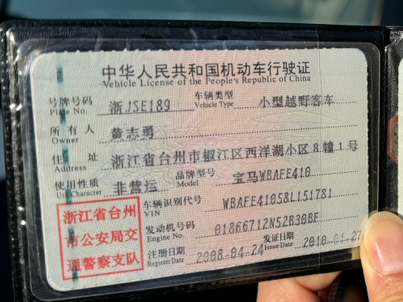 中华人民共和国机动车行驶证
Vehicle License of the People's Republic of China
号牌号码 Plate No. 浙JSE189 车辆类型 Vehicle Type 小型越野客车
所有人 Owner 黄志勇
住址 Address 浙江省台州市椒江区西洋湖小区8幢1号
使用性质 Use Character 非营运 品牌型号 Model 宝马WBAFE410
车辆识别代号 VIN WBAFE41058L151781
发动机号码 Engine No. 01866712N52B30BF
注册日期 Register Date 2008-04-24 发证日期 Issue Date 2010-01-27
浙江省台州
市公安局交
通警察支队